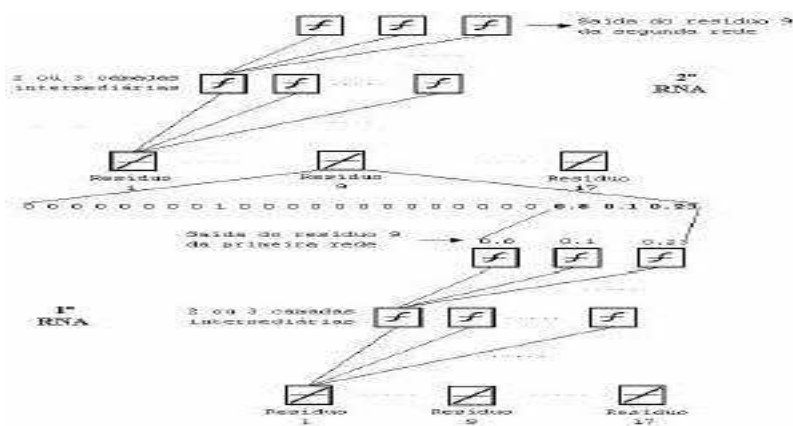 Saída do resíduo 9
da segunda rede
2 ou 3 camadas
intermediárias
2ª
RNA
Resíduo
1
Resíduo
9
Resíduo
17
0 0 0 0 0 0 0 1 0 0 0 0 0 0 0 0 0 0 0 0
0.1 0.23
Saída do resíduo 9
da primeira rede
0.6 0.1 0.23
1ª
RNA
2 ou 3 camadas
intermediárias
Resíduo
1
Resíduo
9
Resíduo
17